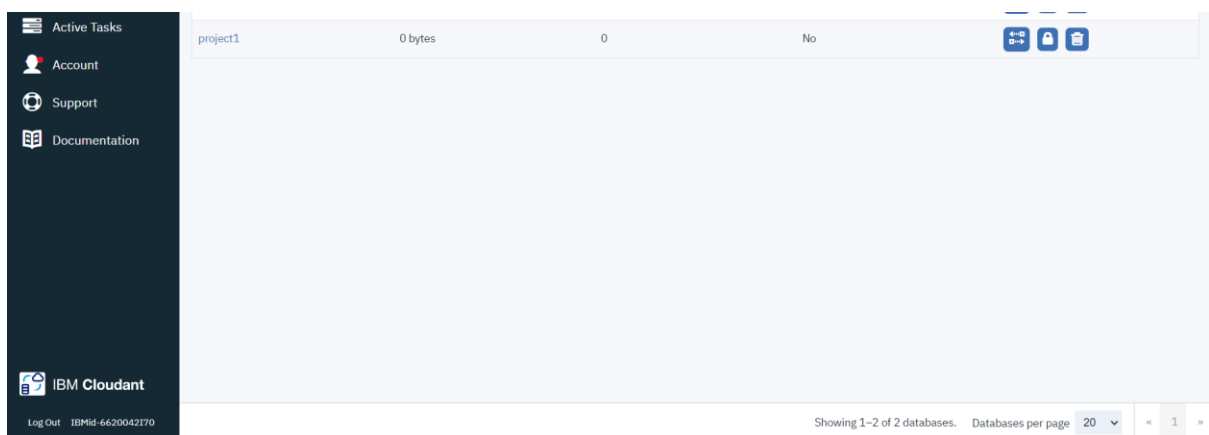 Active Tasks
project1 0 bytes 0 No
Account
Support
Documentation
IBM Cloudant
Log Out IBMid-6620042I70
Showing 1–2 of 2 databases. Databases per page 20 « 1 »